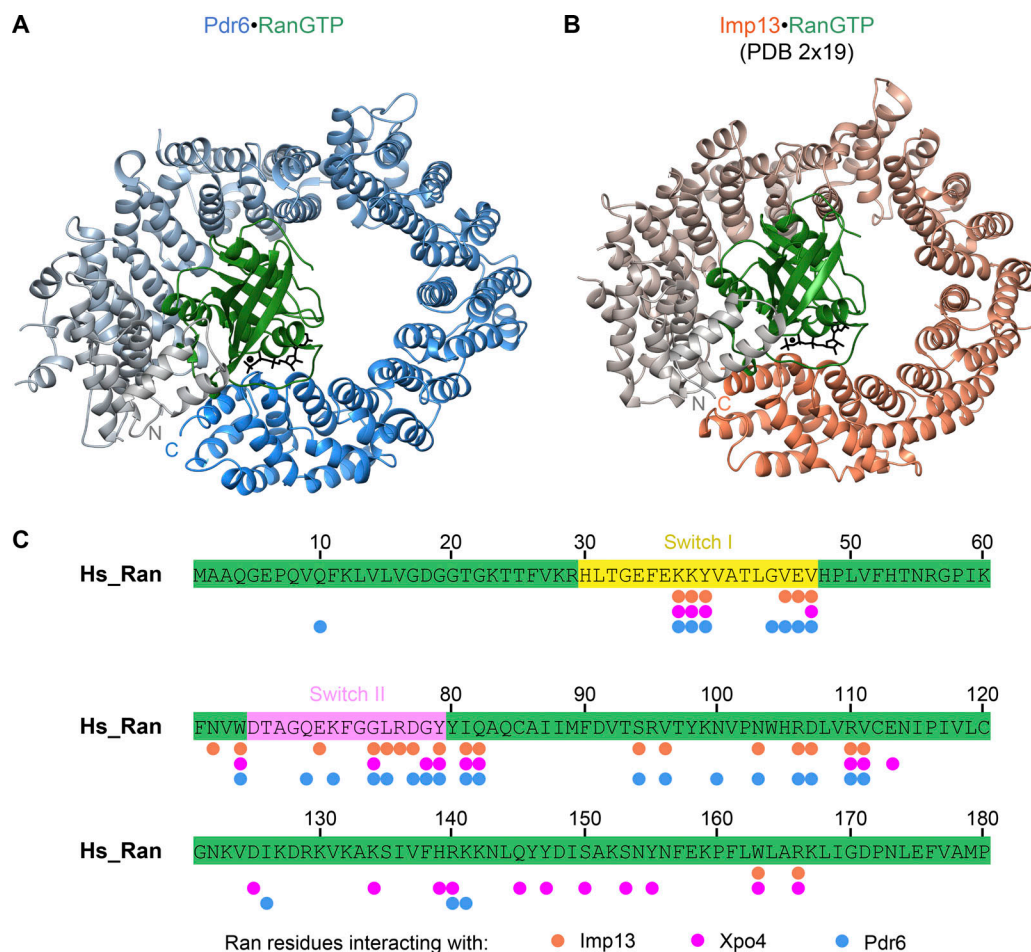 A
Pdr6•RanGTP
B
Imp13•RanGTP
(PDB 2x19)
N
C
N
C
C
Switch I
10 20 30 40 50 60
Hs_Ran MAAQGEPQVQFKLVLVGDGGTGKTTFVKRHLTGEFEKKYVATLGVEVHPLVFHTNRGPIK
Switch II
80 90 100 110 120
Hs_Ran FNVWDTAGQEKFGGLRDGYYIQAQCAIIMFDVTSRVTYKNVPNWHRDLVRVCENIPIVLC
130 140 150 160 170 180
Hs_Ran GNKVDIKDRKVKAKSIVFHRKKNLQYYDISAKSNYNFEKPFLWLARKLIGDPNLEFVAMP
Ran residues interacting with: Imp13 Xpo4 Pdr6